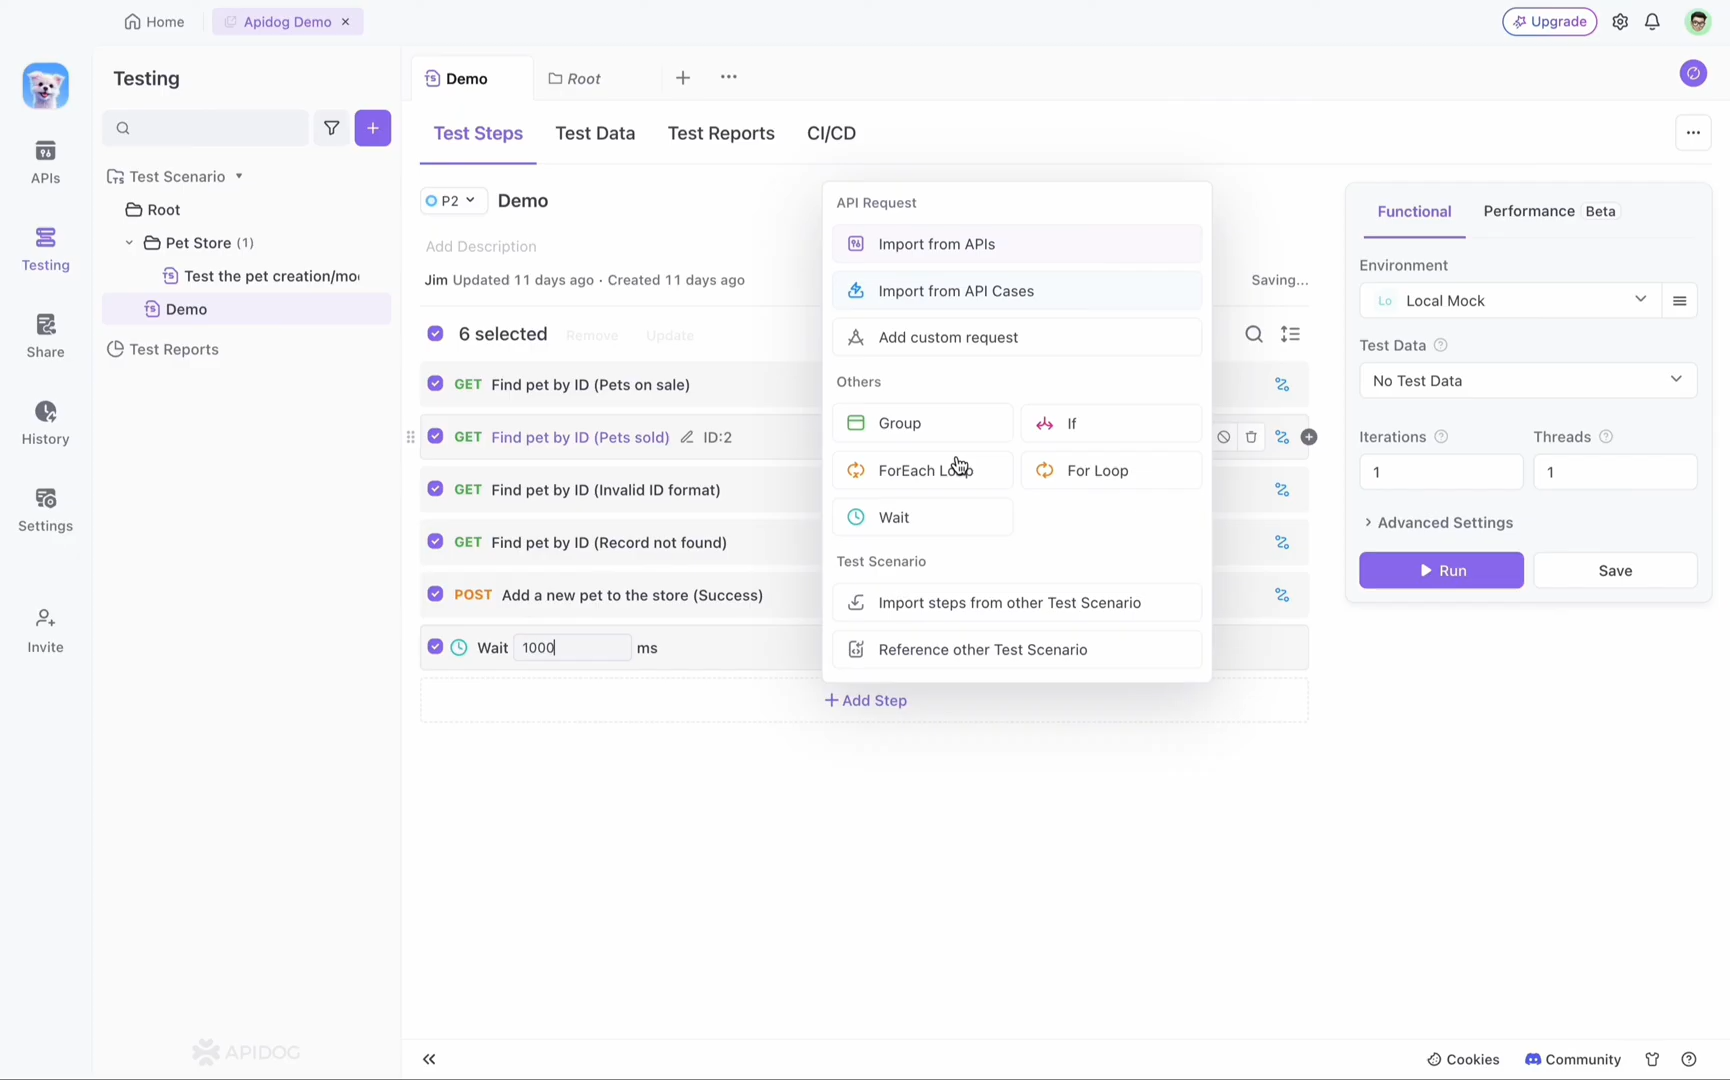 Home
Apidog Demo
Upgrade
APIs
Testing
Share
History
Settings
Invite
Testing
Test Scenario
Root
Pet Store (1)
Test the pet creation/mo
Demo
Test Reports
APIDOG
Demo
Root
Test Steps
Test Data
Test Reports
CI/CD
P2
Demo
Add Description
Jim Updated 11 days ago · Created 11 days ago
Saving...
6 selected
Remove
Update
GET Find pet by ID (Pets on sale)
GET Find pet by ID (Pets sold) ID:2
GET Find pet by ID (Invalid ID format)
GET Find pet by ID (Record not found)
POST Add a new pet to the store (Success)
Wait 1000 ms
+ Add Step
API Request
Import from APIs
Import from API Cases
Add custom request
Others
Group
If
ForEach Loop
For Loop
Wait
Test Scenario
Import steps from other Test Scenario
Reference other Test Scenario
Functional
Performance Beta
Environment
Lo Local Mock
Test Data
No Test Data
Iterations
Threads
1
1
Advanced Settings
Run
Save
Cookies
Community